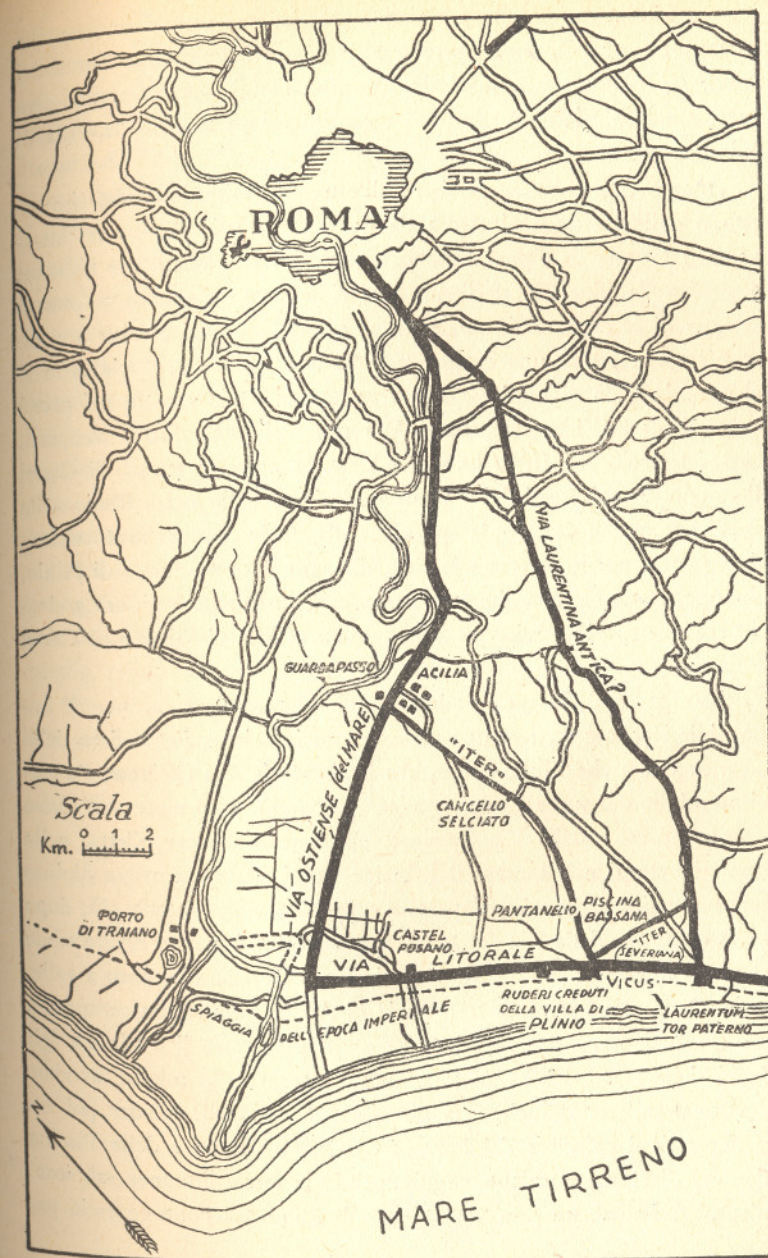 ROMA
VIA LAURENTINA ANTICA?
GUARDAPASSO
ACILIA
"ITER"
VIA OSTIENSE (del MARE)
CANCELLO
SELCIATO
Scala
0 1 2
Km.
PORTO
DI TRAIANO
PANTANELLO
PISCINA
BASSANA
CASTEL
FUSANO
"ITER"
(SEVERIANA)
VIA LITORALE
VICUS
SPIAGGIA DELL'EPOCA IMPERIALE
RUDERI CREDUTI
DELLA VILLA DI
PLINIO
LAURENTUM
TOR PATERNO
N
MARE TIRRENO